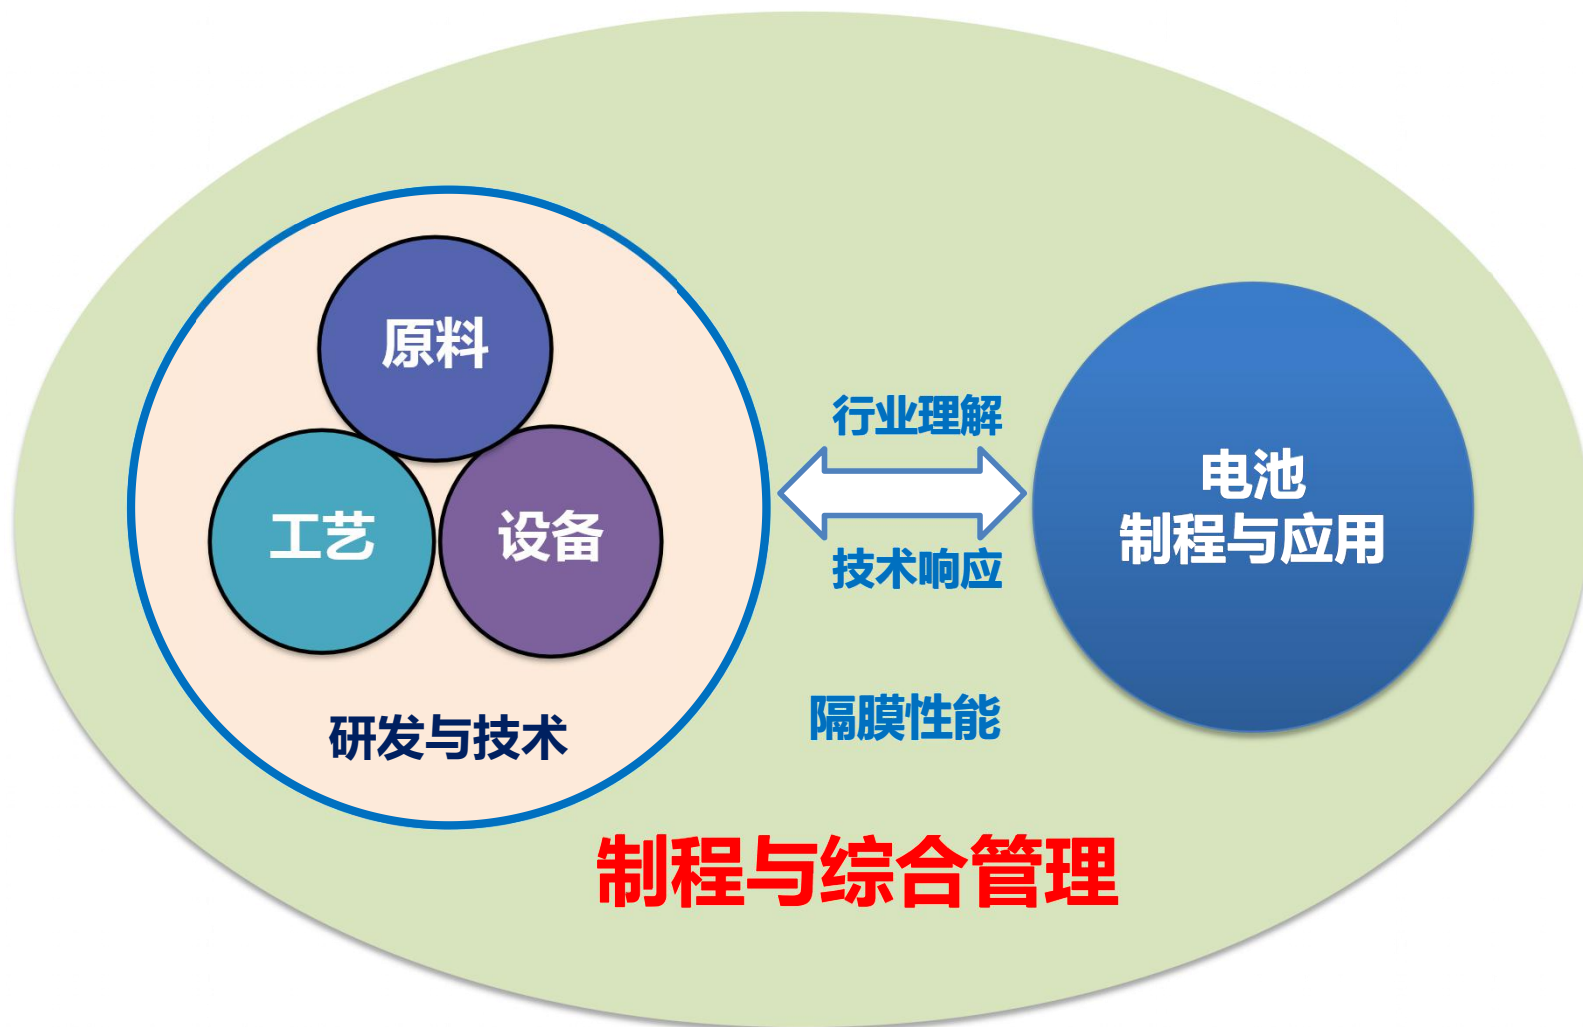 原料
工艺
设备
研发与技术
行业理解
技术响应
隔膜性能
电池
制程与应用
制程与综合管理